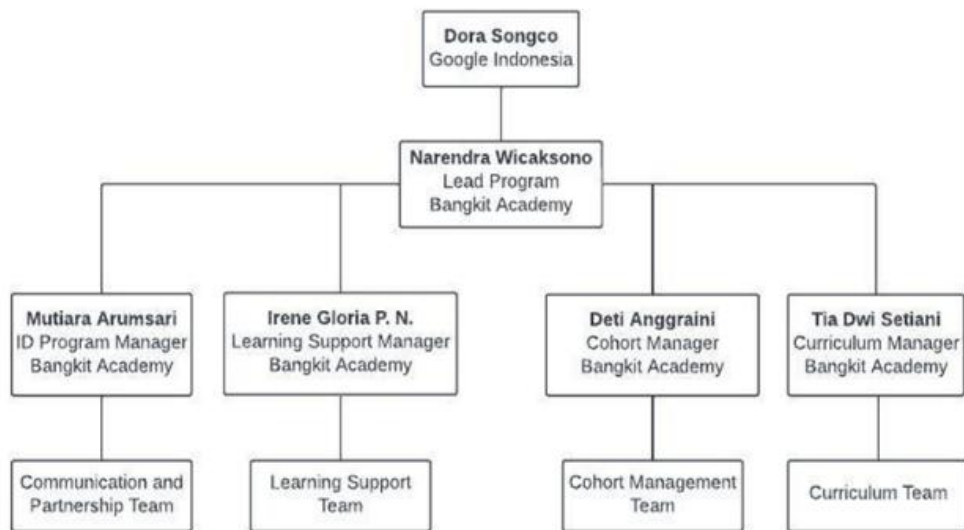 Dora Songco
Google Indonesia
Narendra Wicaksono
Lead Program
Bangkit Academy
Mutiara Arumsari
ID Program Manager
Bangkit Academy
Irene Gloria P. N.
Learning Support Manager
Bangkit Academy
Deti Anggraini
Cohort Manager
Bangkit Academy
Tia Dwi Setiani
Curriculum Manager
Bangkit Academy
Communication and
Partnership Team
Learning Support
Team
Cohort Management
Team
Curriculum Team